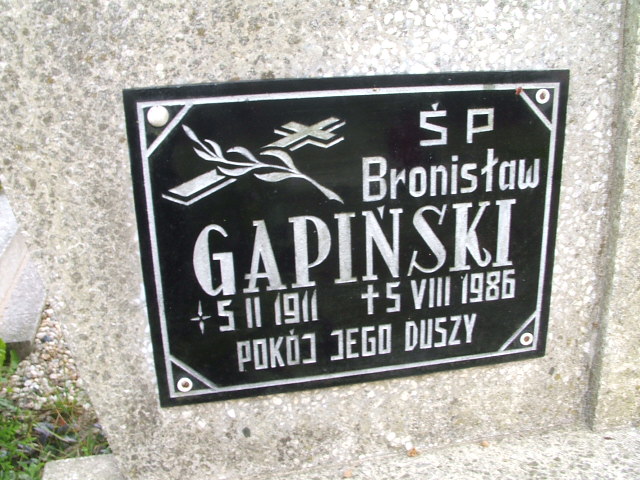 ŚP
Bronisław
GAPIŃSKI
5 II 1911 †5 VIII 1986
POKÓJ JEGO DUSZY